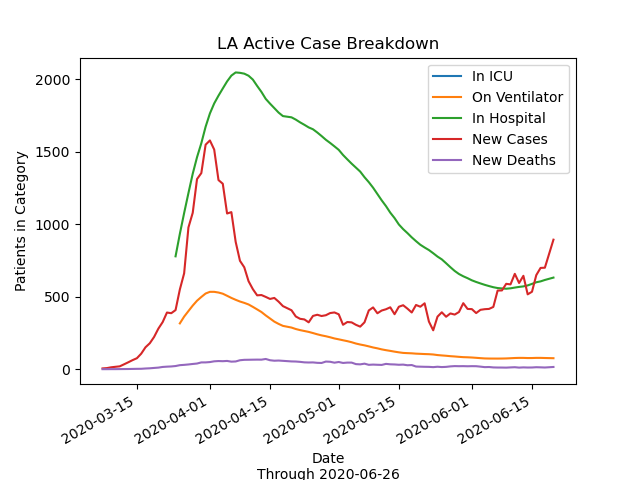 LA Active Case Breakdown
In ICU
On Ventilator
In Hospital
New Cases
New Deaths
Patients in Category
2000
1500
1000
500
0
2020-03-15
2020-04-01
2020-04-15
2020-05-01
2020-05-15
2020-06-01
2020-06-15
Date
Through 2020-06-26